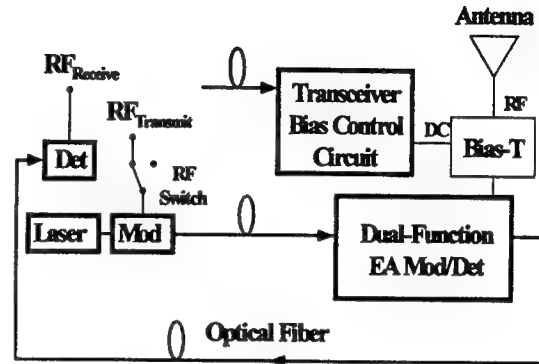 Antenna
RF Receive
RF Transmit
Transceiver
Bias Control
Circuit
DC
RF
Bias-T
Det
RF
Switch
Laser
Mod
Dual-Function
EA Mod/Det
Optical Fiber